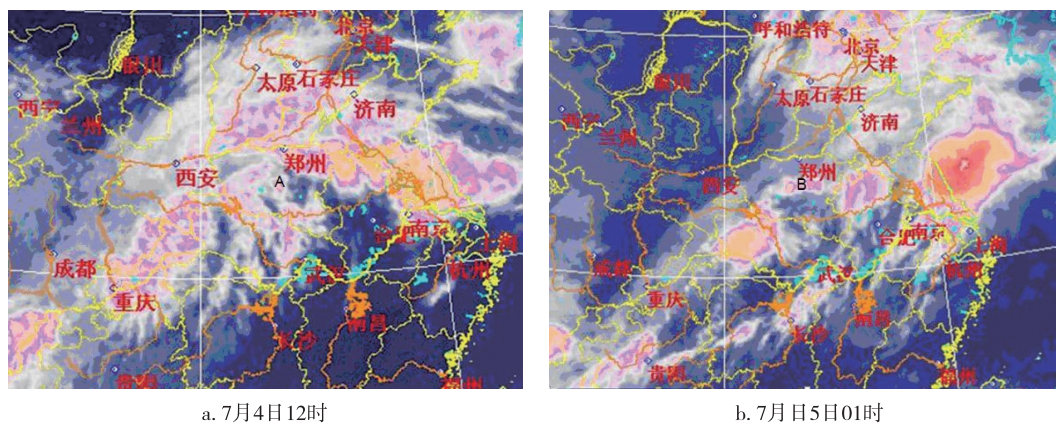 北京
天津
银川
太原
石家庄
西宁
济南
兰州
郑州
西安
A
南京
合肥
上海
武汉
杭州
成都
重庆
南昌
长沙
贵阳
福州
a. 7月4日12时
呼和浩特
北京
天津
银川
太原
石家庄
济南
西宁
兰州
郑州
西安
B
合肥
南京
上海
成都
武汉
杭州
重庆
南昌
长沙
贵阳
福州
b. 7月日5日01时